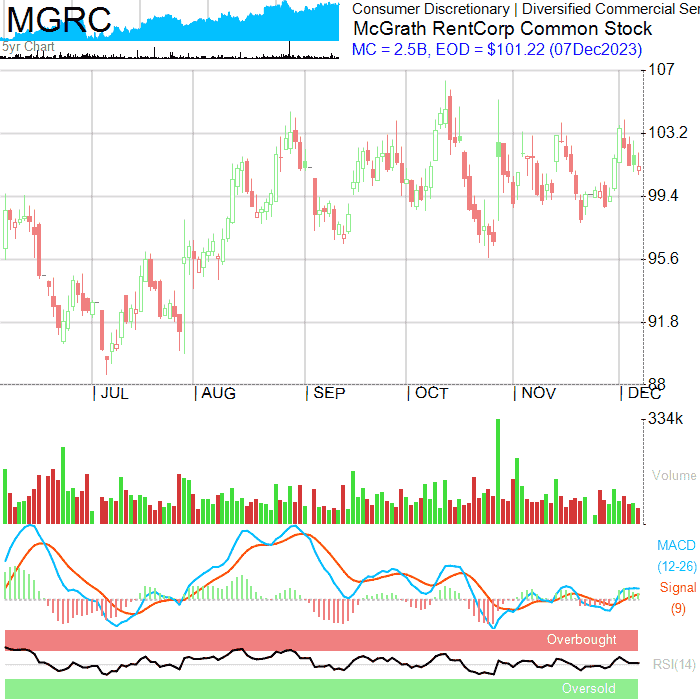 MGRC
5yr Chart
Consumer Discretionary | Diversified Commercial Ser
McGrath RentCorp Common Stock
MC = 2.5B, EOD = $101.22 (07Dec2023)
107
103.2
99.4
95.6
91.8
88
JUL
AUG
SEP
OCT
NOV
DEC
334k
Volume
MACD
(12-26)
Signal
(9)
Overbought
RSI(14)
Oversold